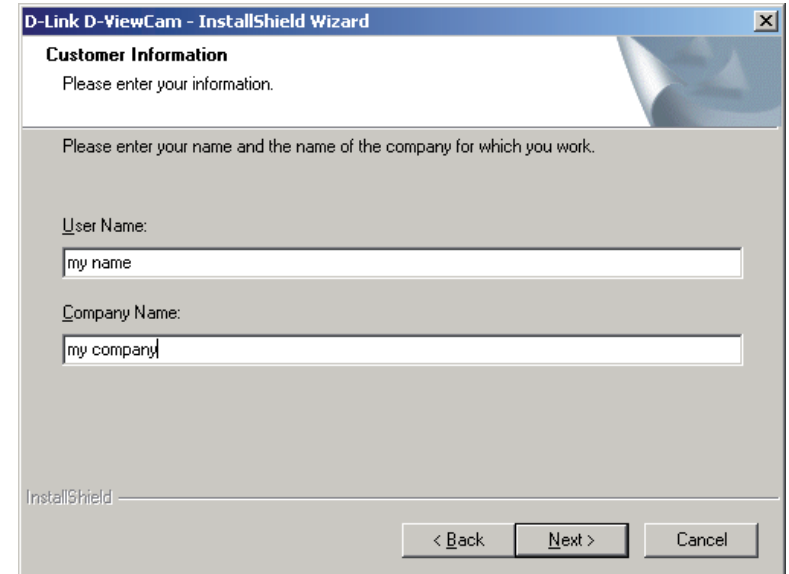 D-Link D-ViewCam - InstallShield Wizard
Customer Information
Please enter your information.
Please enter your name and the name of the company for which you work.
User Name:
my name
Company Name:
my company
InstallShield
< Back
Next >
Cancel